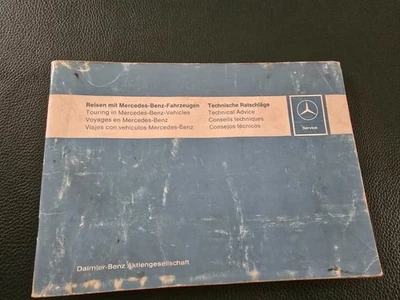 Reisen mit Mercedes-Benz-Fahrzeugen
Touring in Mercedes-Benz-Vehicles
Voyages en Mercedes-Benz
Viajes con vehículos Mercedes-Benz
Technische Ratschläge
Technical Advice
Conseils techniques
Consejos técnicos
Service
Daimler-Benz Aktiengesellschaft